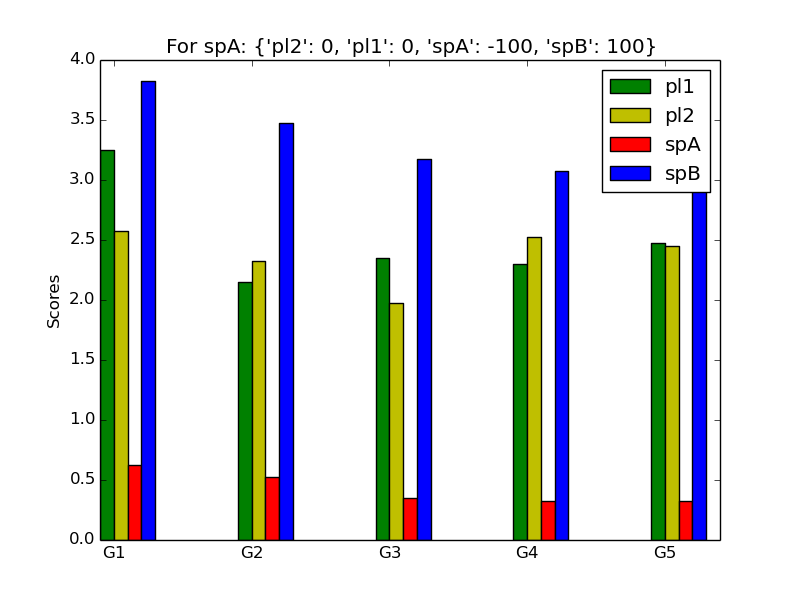 For spA: {'pl2': 0, 'pl1': 0, 'spA': -100, 'spB': 100}
4.0
3.5
3.0
2.5
2.0
1.5
1.0
0.5
0.0
Scores
pl1
pl2
spA
spB
G1 G2 G3 G4 G5